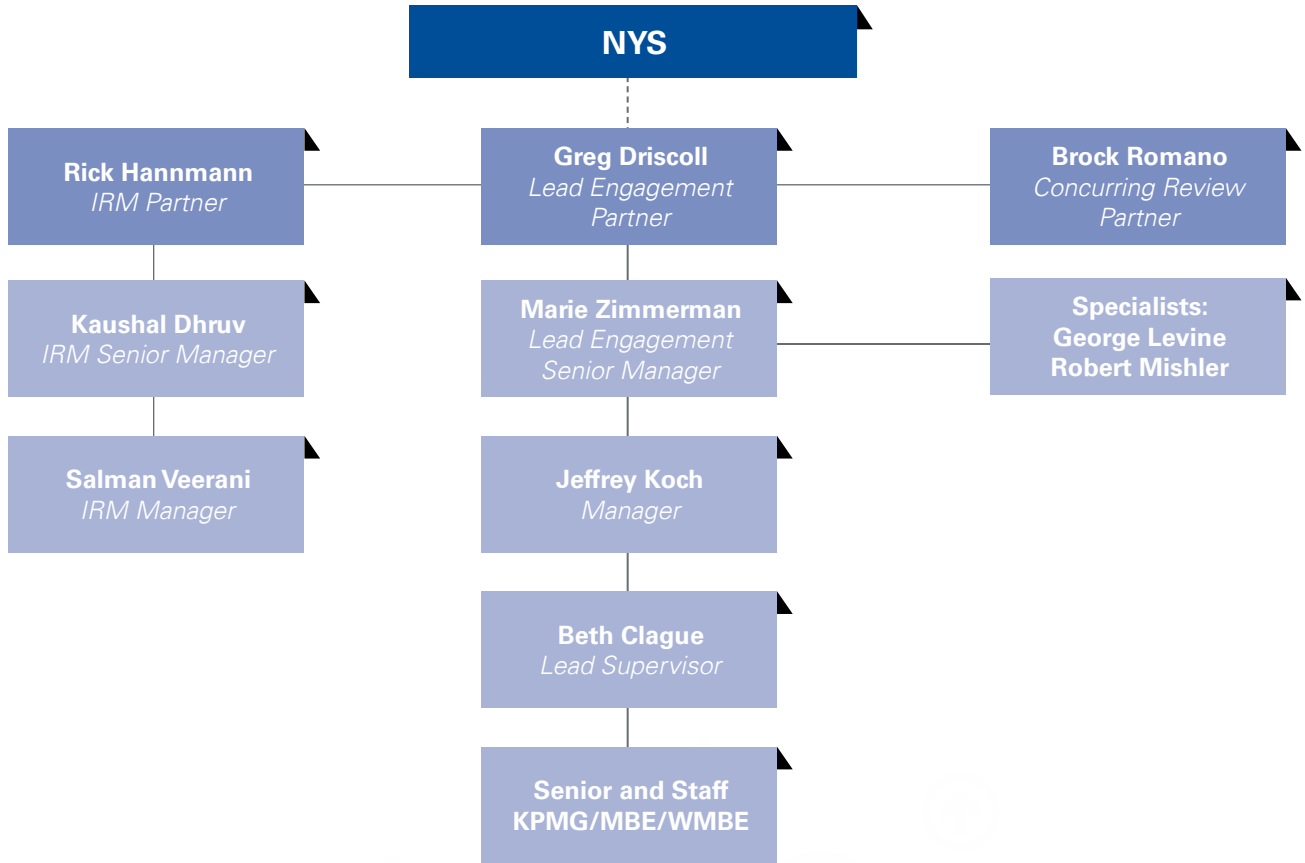 NYS
Rick Hannmann
IRM Partner
Greg Driscoll
Lead Engagement
Partner
Brock Romano
Concurring Review
Partner
Kaushal Dhruv
IRM Senior Manager
Marie Zimmerman
Lead Engagement
Senior Manager
Specialists:
George Levine
Robert Mishler
Salman Veerani
IRM Manager
Jeffrey Koch
Manager
Beth Clague
Lead Supervisor
Senior and Staff
KPMG/MBE/WMBE